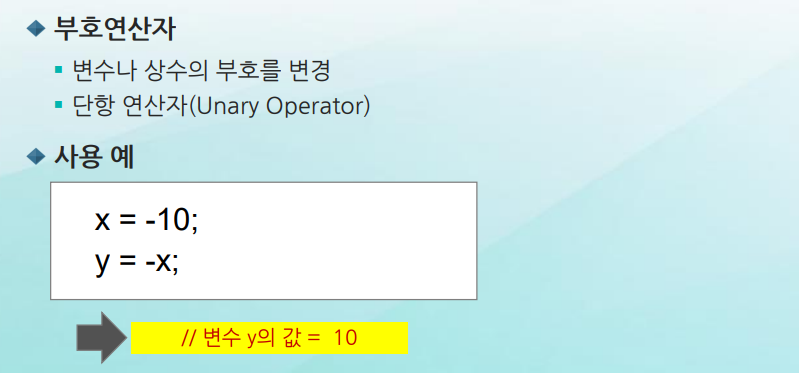 부호연산자
변수나 상수의 부호를 변경
단항 연산자(Unary Operator)
사용 예
x = -10;
y = -x;
// 변수 y의 값 = 10